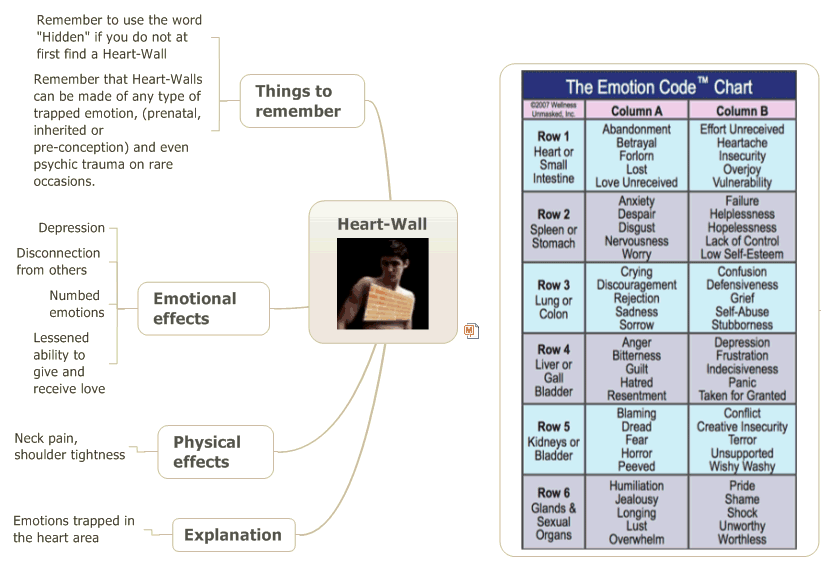 Remember to use the word
"Hidden" if you do not at
first find a Heart-Wall
Remember that Heart-Walls
can be made of any type of
trapped emotion, (prenatal,
inherited or
pre-conception) and even
psychic trauma on rare
occasions.
Things to
remember
Heart-Wall
Depression
Disconnection
from others
Numbed
emotions
Lessened
ability to
give and
receive love
Emotional
effects
Neck pain,
shoulder tightness
Physical
effects
Emotions trapped in
the heart area
Explanation
M
The Emotion Code™ Chart
©2007 Wellness
Unmasked, Inc.
Column A
Column B
Row 1
Heart or
Small
Intestine
Abandonment
Betrayal
Forlorn
Lost
Love Unreceived
Effort Unreceived
Heartache
Insecurity
Overjoy
Vulnerability
Row 2
Spleen or
Stomach
Anxiety
Despair
Disgust
Nervousness
Worry
Failure
Helplessness
Hopelessness
Lack of Control
Low Self-Esteem
Row 3
Lung or
Colon
Crying
Discouragement
Rejection
Sadness
Sorrow
Confusion
Defensiveness
Grief
Self-Abuse
Stubborness
Row 4
Liver or
Gall
Bladder
Anger
Bitterness
Guilt
Hatred
Resentment
Depression
Frustration
Indecisiveness
Panic
Taken for Granted
Row 5
Kidneys or
Bladder
Blaming
Dread
Fear
Horror
Peeved
Conflict
Creative Insecurity
Terror
Unsupported
Wishy Washy
Row 6
Glands &
Sexual
Organs
Humiliation
Jealousy
Longing
Lust
Overwhelm
Pride
Shame
Shock
Unworthy
Worthless